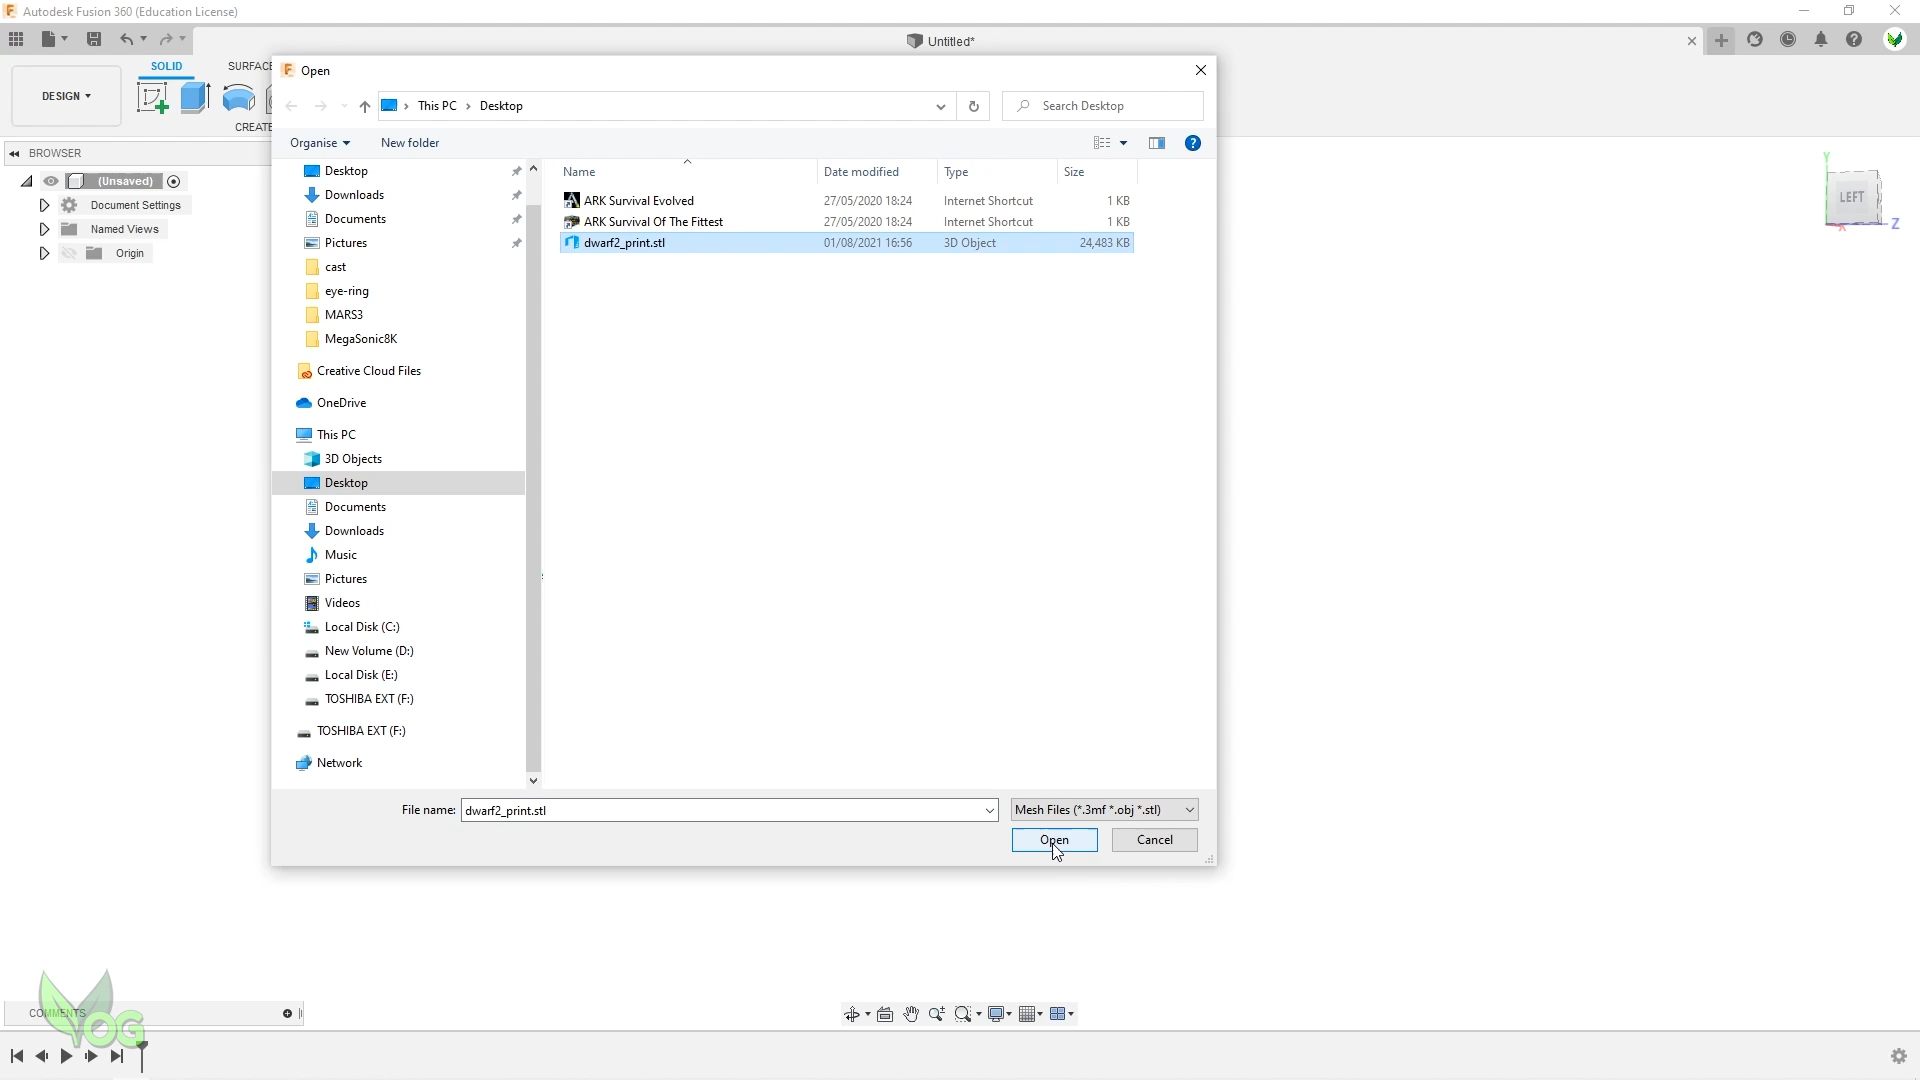 Autodesk Fusion 360 (Education License)
Untitled*
DESIGN
SOLID
SURFACE
CREATE
BROWSER
(Unsaved)
Document Settings
Named Views
Origin
Open
This PC
Desktop
Search Desktop
Organise
New folder
Desktop
Downloads
Documents
Pictures
cast
eye-ring
MARS3
MegaSonic8K
Creative Cloud Files
OneDrive
This PC
3D Objects
Desktop
Documents
Downloads
Music
Pictures
Videos
Local Disk (C:)
New Volume (D:)
Local Disk (E:)
TOSHIBA EXT (F:)
TOSHIBA EXT (F:)
Network
Name Date modified Type Size
ARK Survival Evolved 27/05/2020 18:24 Internet Shortcut 1 KB
ARK Survival Of The Fittest 27/05/2020 18:24 Internet Shortcut 1 KB
dwarf2_print.stl 01/08/2021 16:56 3D Object 24,483 KB
File name: dwarf2_print.stl
Mesh Files (*.3mf *.obj *.stl)
Open
Cancel
Y
LEFT
Z
X
COMMENTS
VOG